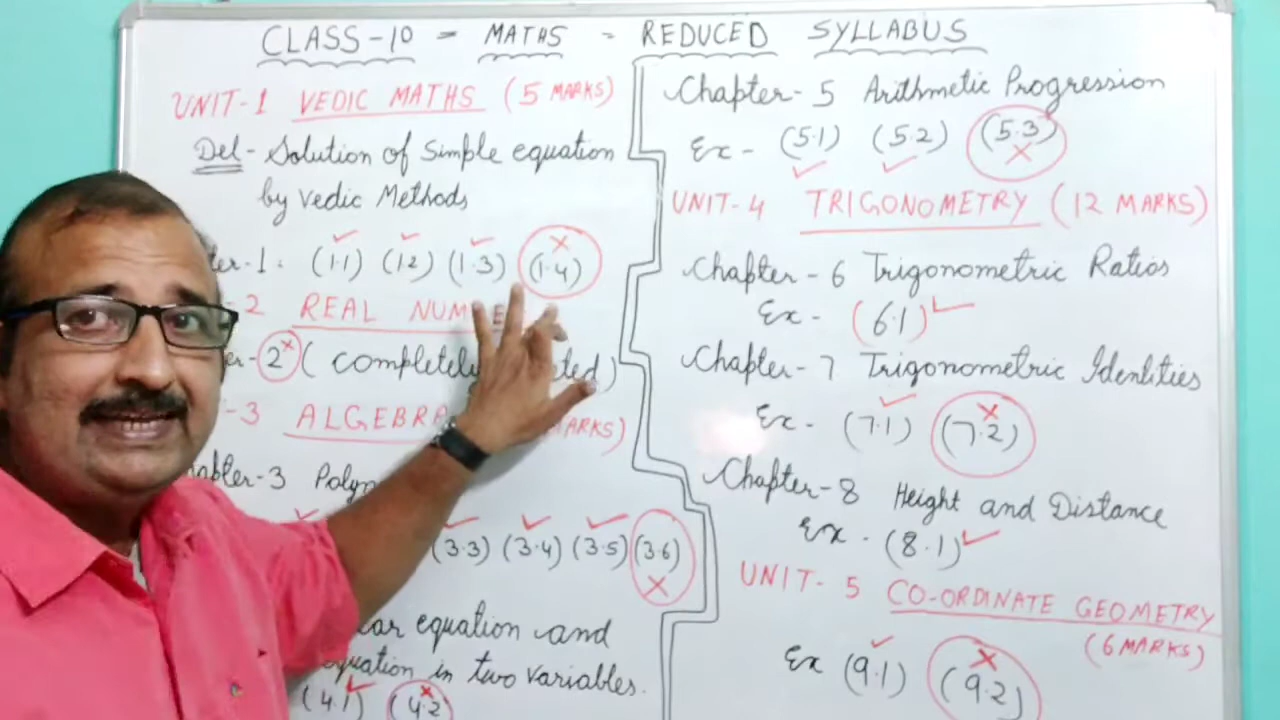 CLASS-10 - MATHS - REDUCED SYLLABUS
UNIT-1 VEDIC MATHS (5 MARKS)
Del - Solution of Simple equation
by Vedic Methods
1. (1.1) (1.2) (1.3) (1.4)
2 REAL
2 (completely
3 ALGEBRA MARKS)
3
(3.3) (3.4) (3.5) (3.6)
equation and
equation in two variables.
(4.1) (4.2)
Chapter-5 Arithmetic Progression
Ex - (5.1) (5.2) (5.3)
UNIT-4 TRIGONOMETRY (12 MARKS)
Chapter-6 Trigonometric Ratios
Ex - (6.1)
Chapter-7 Trigonometric Identities
Ex - (7.1) (7.2)
Chapter-8 Height and Distance
Ex - (8.1)
UNIT-5 CO-ORDINATE GEOMETRY
(6 MARKS)
Ex (9.1) (9.2)